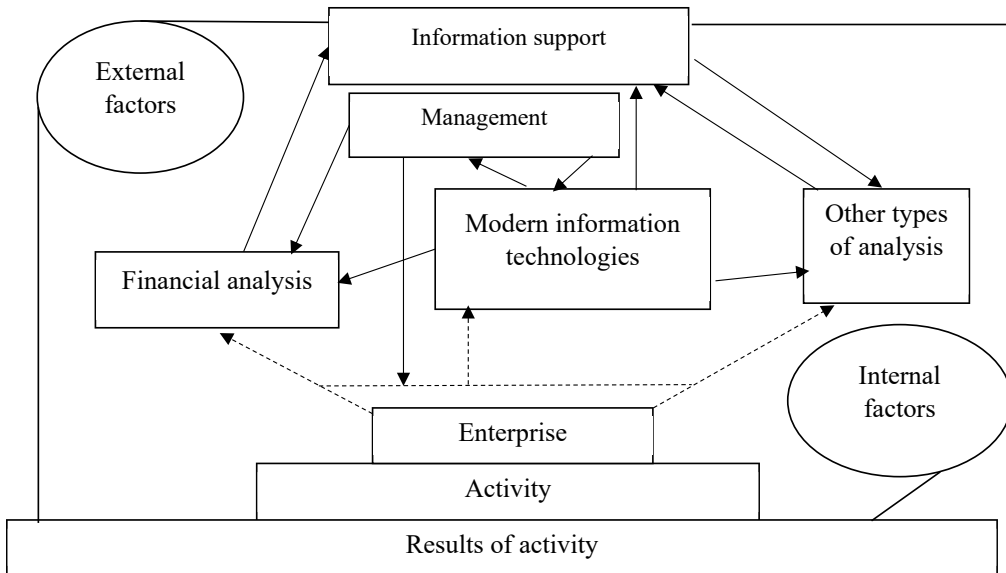 Information support
External
factors
Management
Modern information
technologies
Other types
of analysis
Financial analysis
Internal
factors
Enterprise
Activity
Results of activity